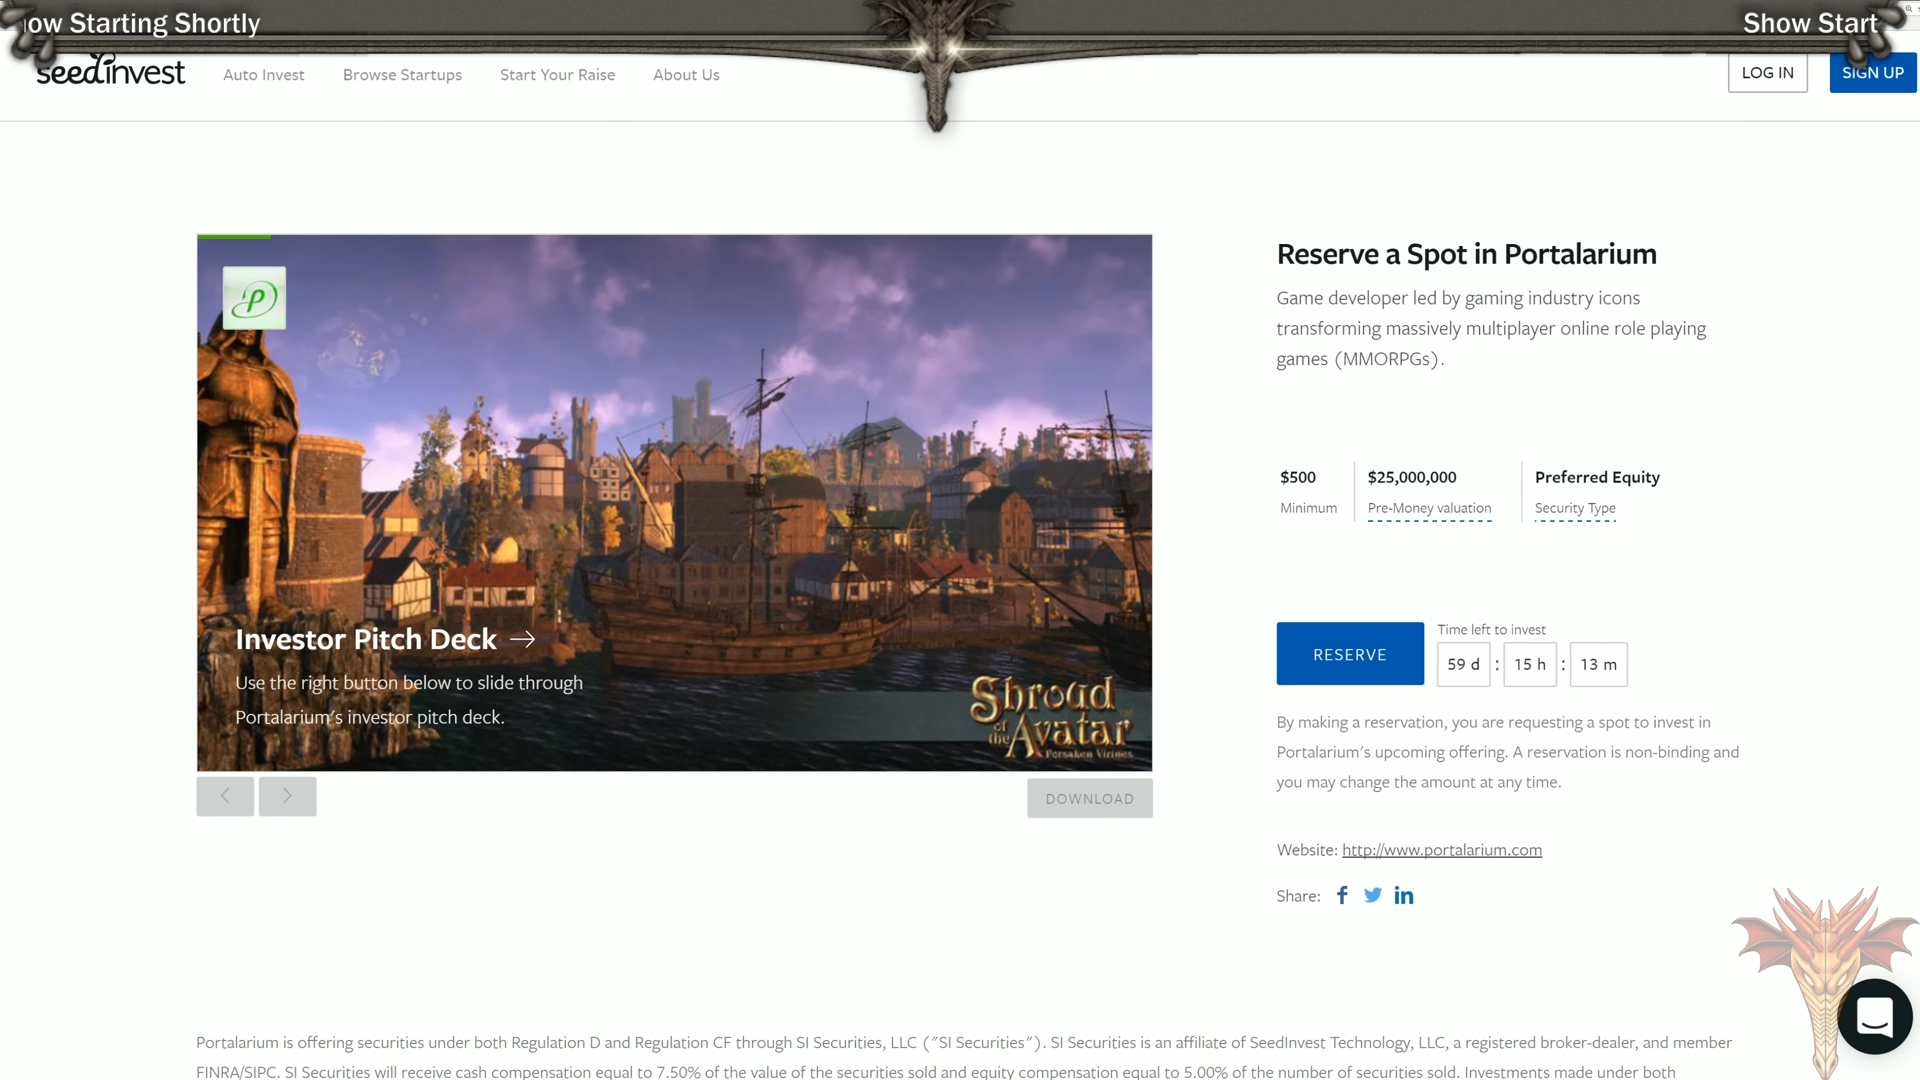 ow Starting Shortly
Show Start
seedinvest
Auto Invest
Browse Startups
Start Your Raise
About Us
LOG IN
SIGN UP
P
Investor Pitch Deck →
Use the right button below to slide through
Portalarium's investor pitch deck.
Shroud
of
the Avatar
Forsaken Virtues
DOWNLOAD
Reserve a Spot in Portalarium
Game developer led by gaming industry icons
transforming massively multiplayer online role playing
games (MMORPGs).
$500
Minimum
$25,000,000
Pre-Money valuation
Preferred Equity
Security Type
RESERVE
Time left to invest
59 d : 15 h : 13 m
By making a reservation, you are requesting a spot to invest in
Portalarium's upcoming offering. A reservation is non-binding and
you may change the amount at any time.
Website: http://www.portalarium.com
Share: f in
Portalarium is offering securities under both Regulation D and Regulation CF through SI Securities, LLC ("SI Securities"). SI Securities is an affiliate of SeedInvest Technology, LLC, a registered broker-dealer, and member
FINRA/SIPC. SI Securities will receive cash compensation equal to 7.50% of the value of the securities sold and equity compensation equal to 5.00% of the number of securities sold. Investments made under both